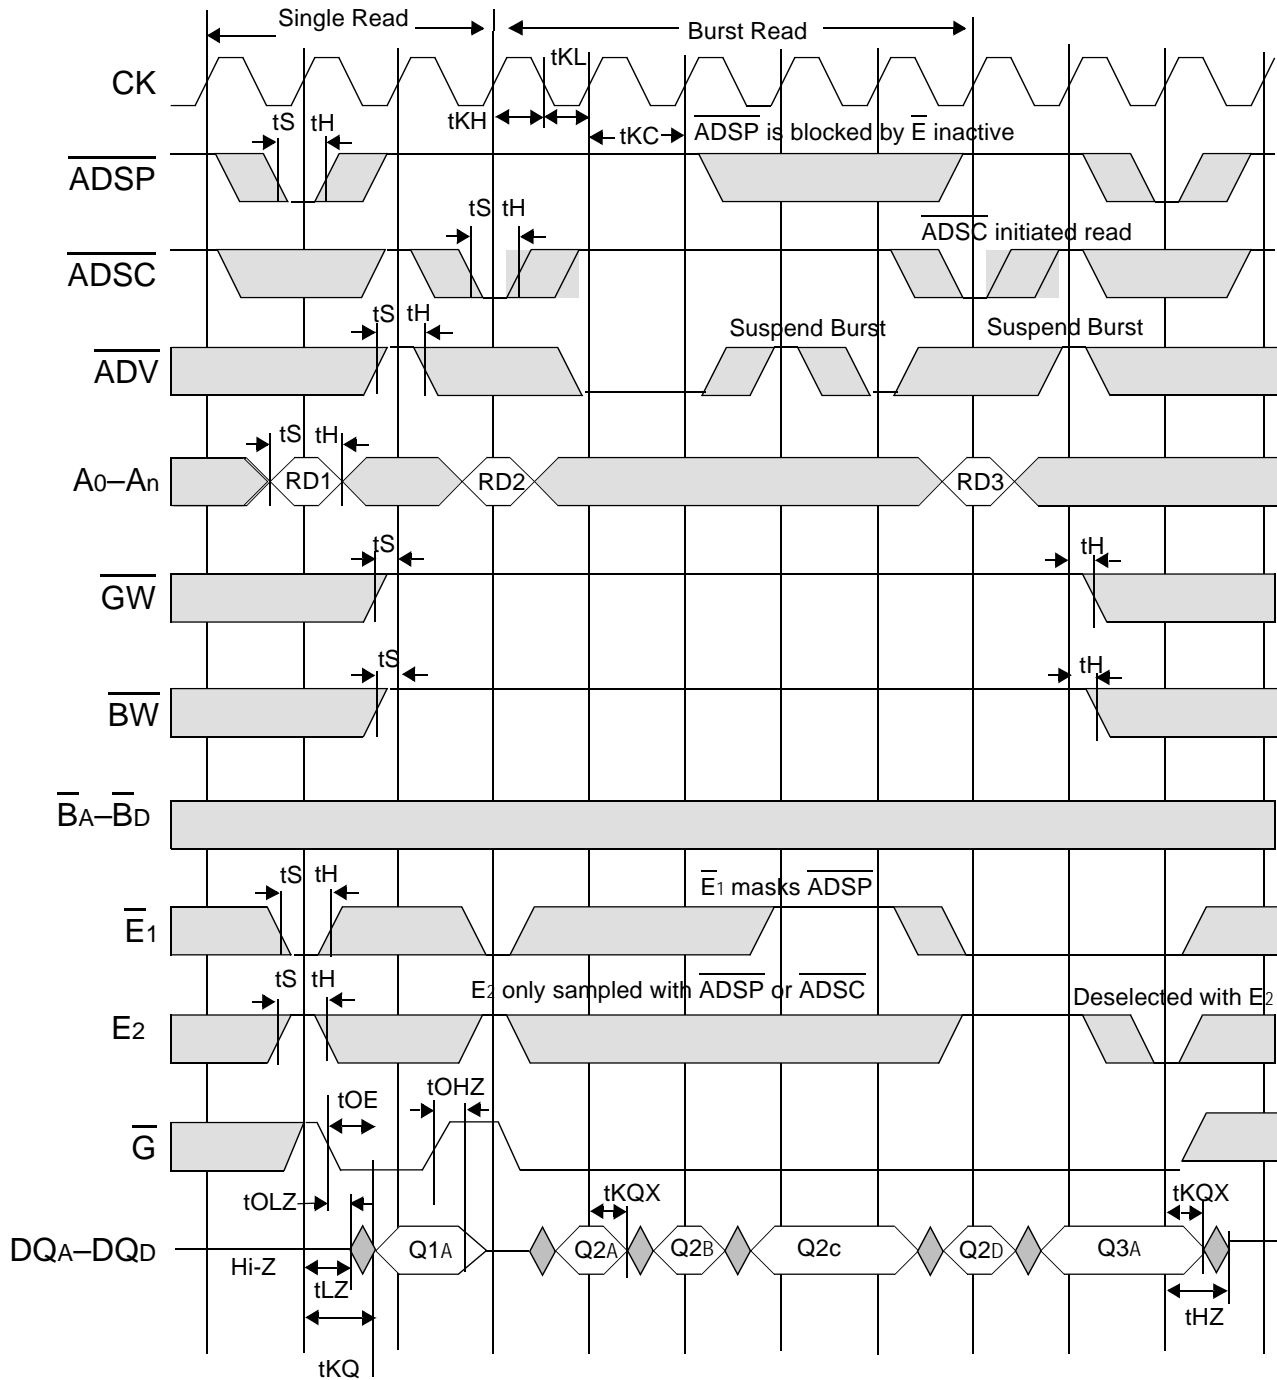 Single Read
Burst Read
CK
tKL
tKH
tKC
ADSP is blocked by E inactive
tS tH
ADSP
tS tH
ADSC initiated read
ADSC
tS tH
Suspend Burst
Suspend Burst
ADV
tS tH
A0–An
RD1
RD2
RD3
tS
tH
GW
tS
tH
BW
BA–BD
tS tH
E1 masks ADSP
E1
tS tH
E2 only sampled with ADSP or ADSC
Deselected with E2
E2
tOE
tOHZ
G
tOLZ
tKQX
tKQX
DQA–DQD
Hi-Z
Q1A
Q2A
Q2B
Q2c
Q2D
Q3A
tLZ
tHZ
tKQ